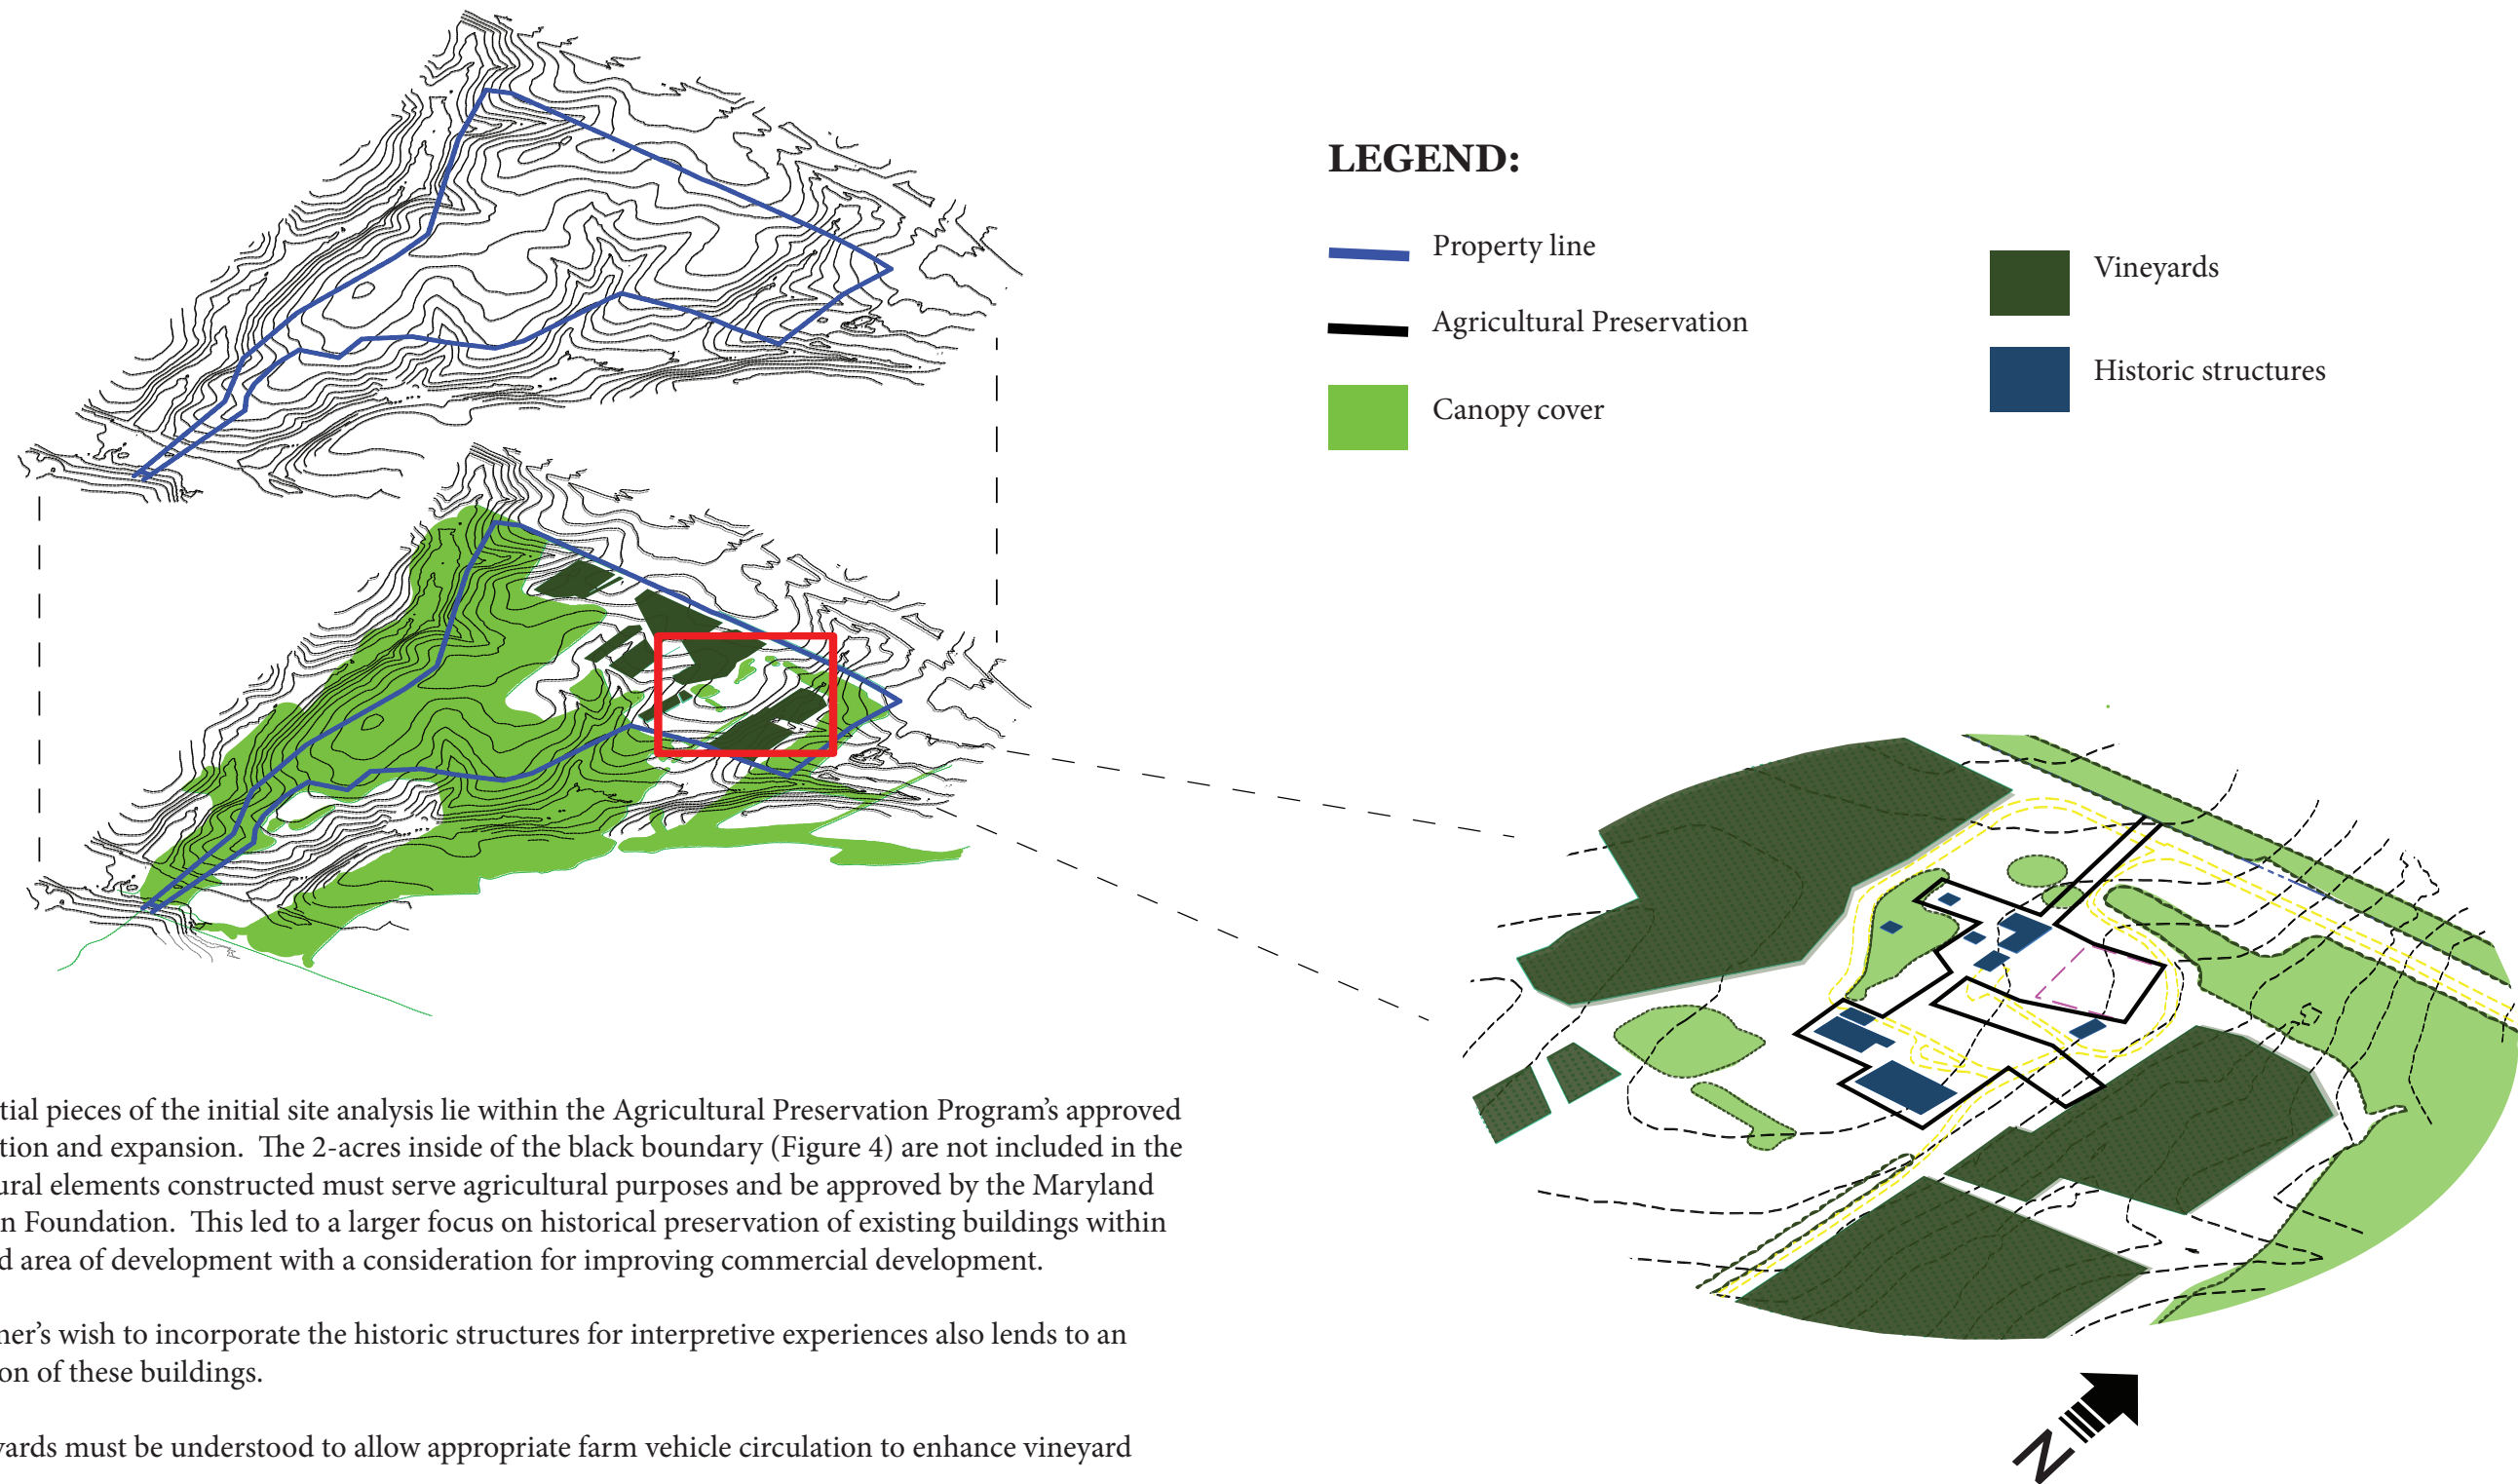 LEGEND:
Property line
Agricultural Preservation
Canopy cover
Vineyards
Historic structures
tial pieces of the initial site analysis lie within the Agricultural Preservation Program's approved
tion and expansion.  The 2-acres inside of the black boundary (Figure 4) are not included in the
ural elements constructed must serve agricultural purposes and be approved by the Maryland
n Foundation.  This led to a larger focus on historical preservation of existing buildings within
d area of development with a consideration for improving commercial development.
ner's wish to incorporate the historic structures for interpretive experiences also lends to an
on of these buildings.
yards must be understood to allow appropriate farm vehicle circulation to enhance vineyard
N